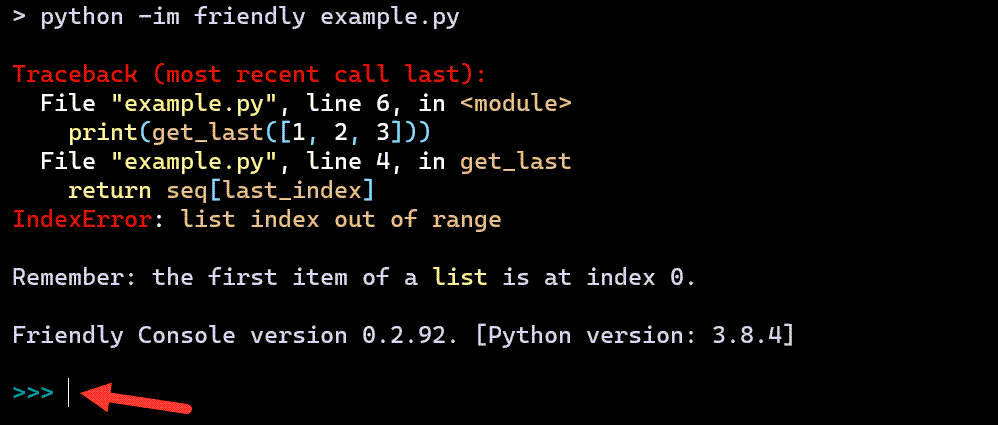 > python -im friendly example.py
Traceback (most recent call last):
  File "example.py", line 6, in <module>
    print(get_last([1, 2, 3]))
  File "example.py", line 4, in get_last
    return seq[last_index]
IndexError: list index out of range
Remember: the first item of a list is at index 0.
Friendly Console version 0.2.92. [Python version: 3.8.4]
>>>